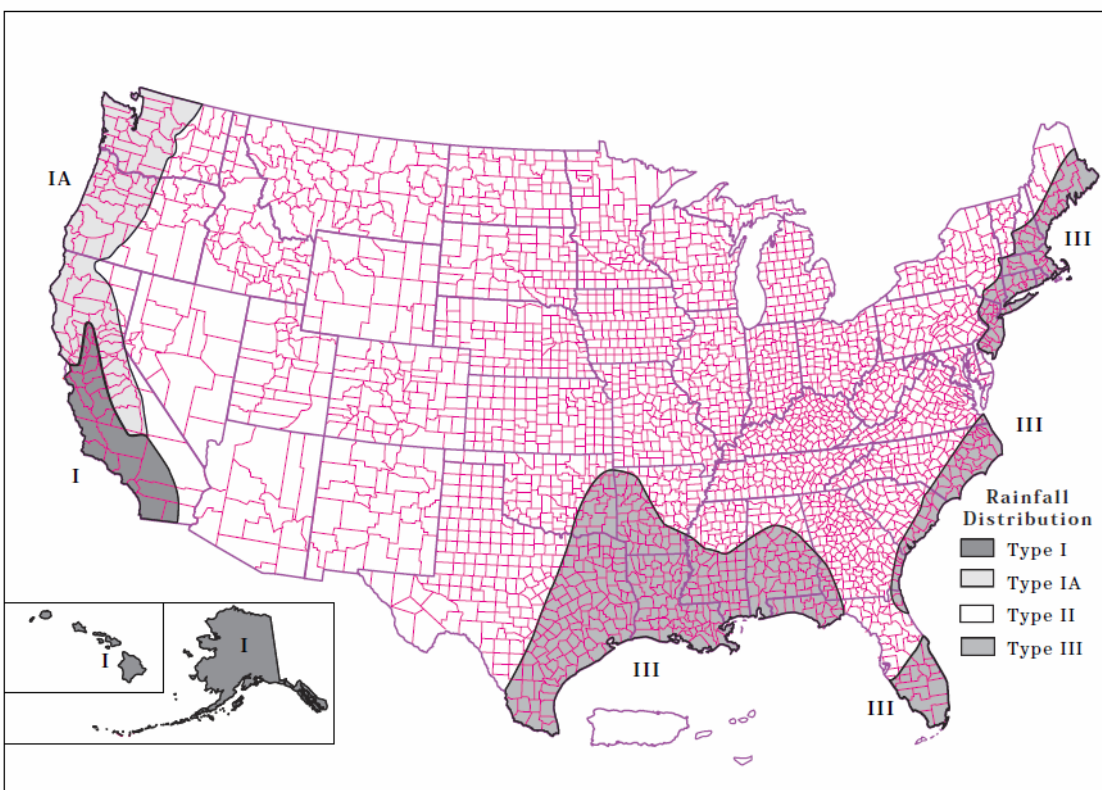 IA
III
III
I
Rainfall
Distribution
Type I
Type IA
Type II
Type III
I
I
III
III